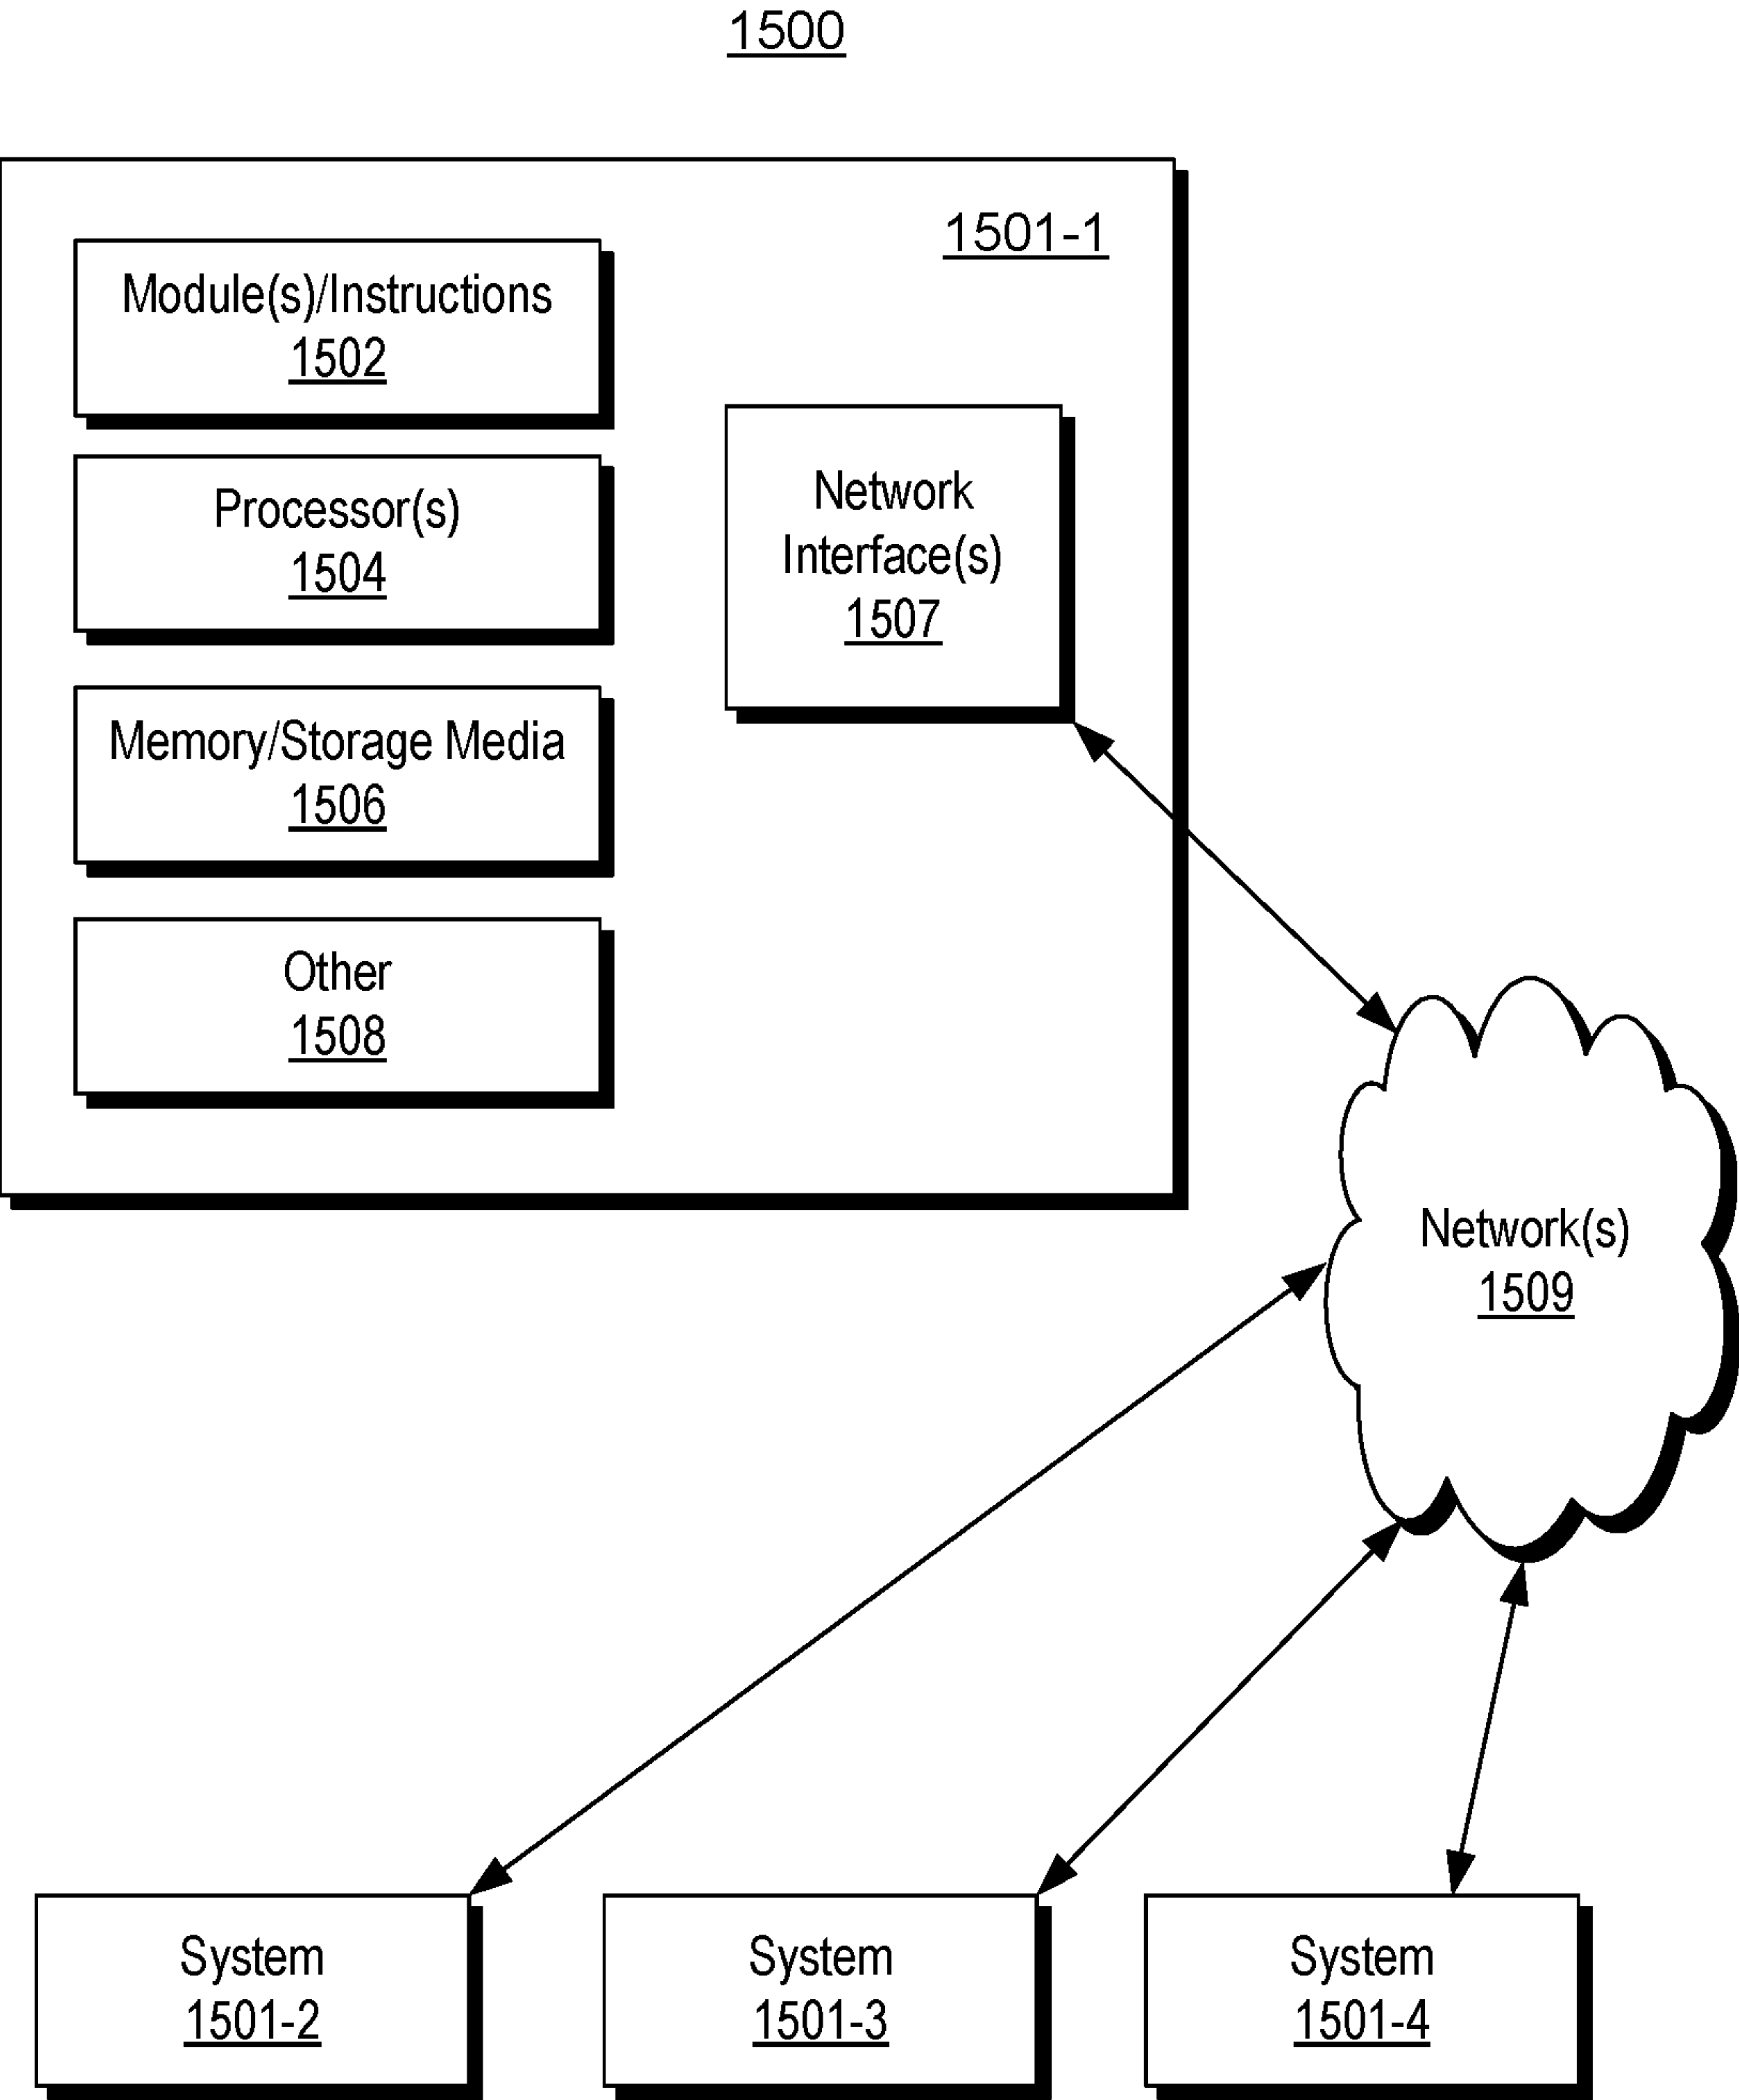 1500
1501-1
Module(s)/Instructions
1502
Processor(s)
1504
Network
Interface(s)
1507
Memory/Storage Media
1506
Other
1508
Network(s)
1509
System
1501-2
System
1501-3
System
1501-4